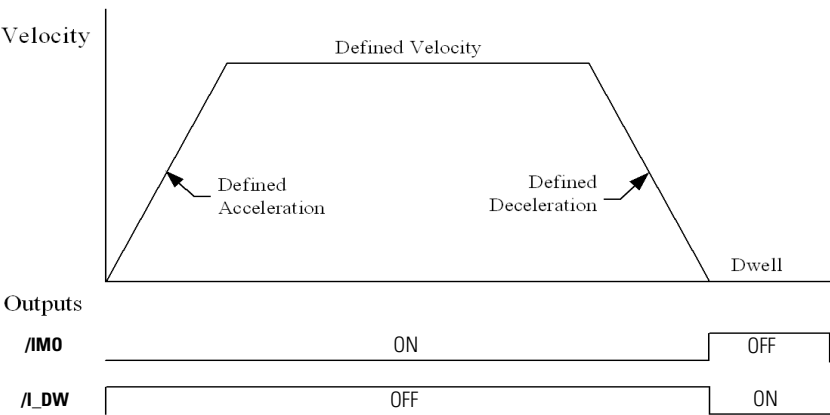 Velocity
Defined Velocity
Defined
Acceleration
Defined
Deceleration
Dwell
Outputs
/IMO ON OFF
/I_DW OFF ON